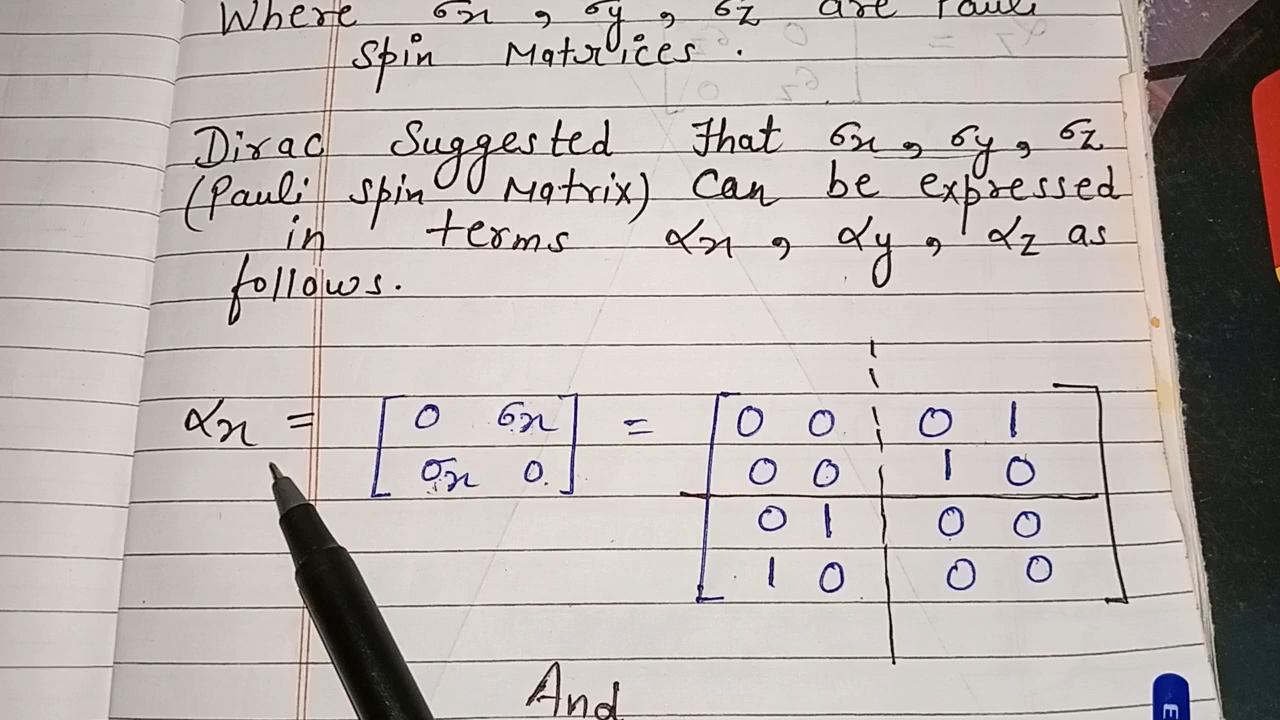 Where σx, σy, σz are Pauli
Spin Matrices.
Dirac Suggested That σx, σy, σz
(Pauli Spin Matrix) Can be expressed
in terms αx, αy, αz as
follows.
αx = [ 0 σx ] = [ 0 0 ¦ 0 1 ]
[ σx 0 ] [ 0 0 ¦ 1 0 ]
[ 0 1 | 0 0 ]
[ 1 0 | 0 0 ]
And
E